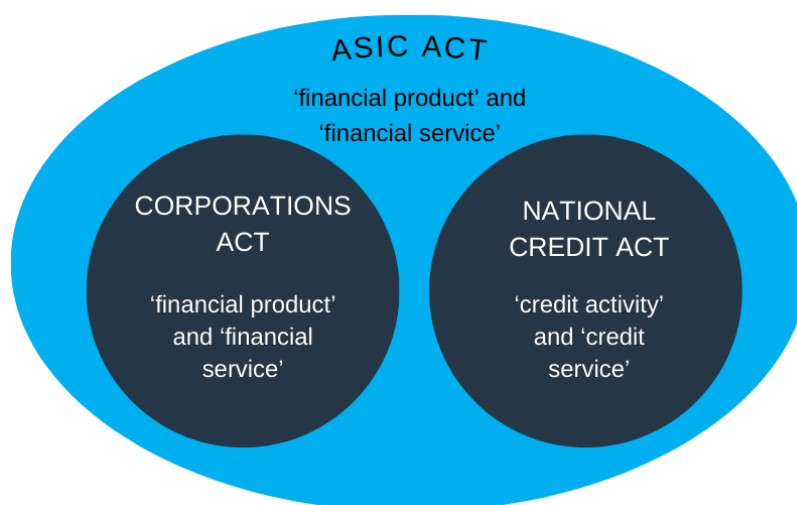 ASIC ACT
‘financial product’ and
‘financial service’
CORPORATIONS
ACT
‘financial product’
and ‘financial
service’
NATIONAL
CREDIT ACT
‘credit activity’
and ‘credit
service’